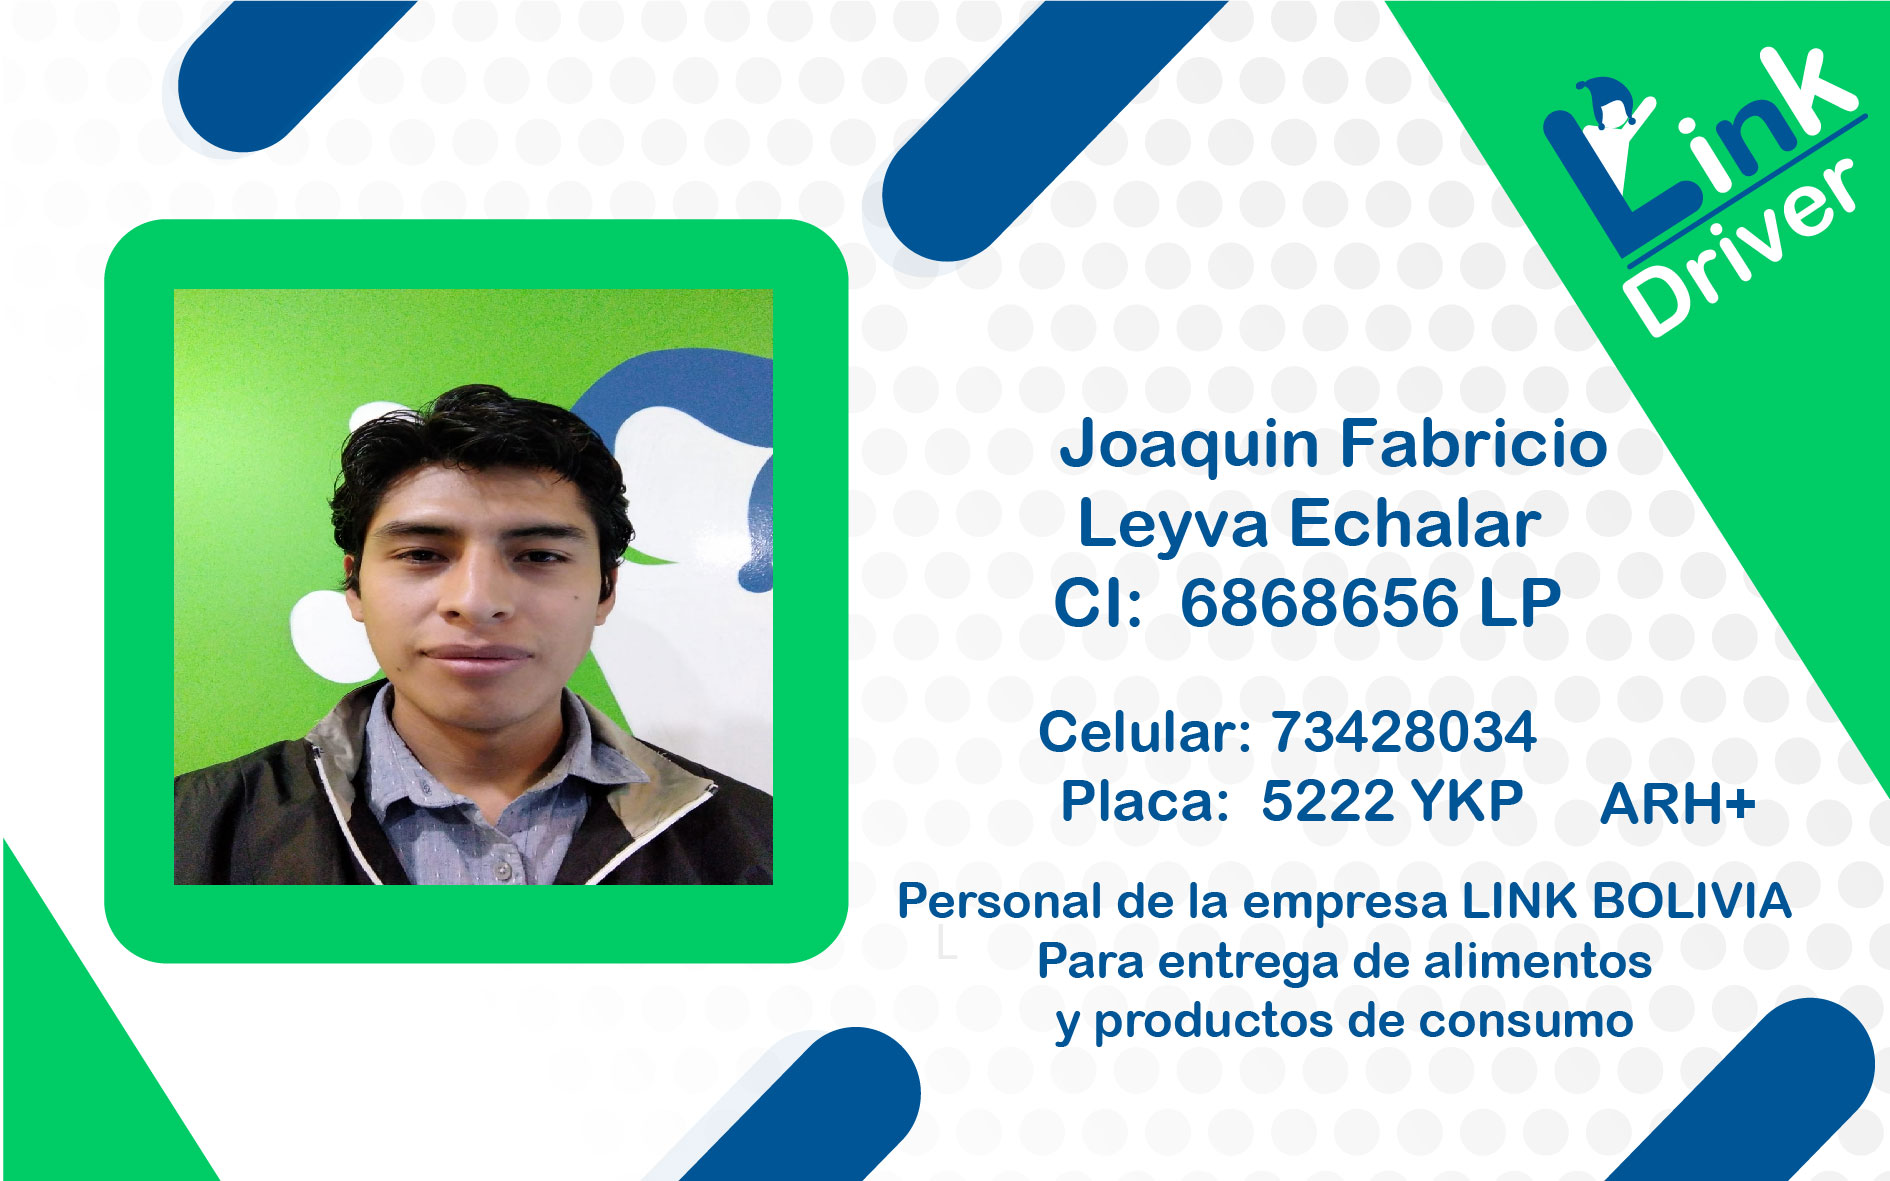 Link
Driver
Joaquin Fabricio
Leyva Echalar
CI: 6868656 LP
Celular: 73428034
Placa: 5222 YKP ARH+
Personal de la empresa LINK BOLIVIA
L
Para entrega de alimentos
y productos de consumo